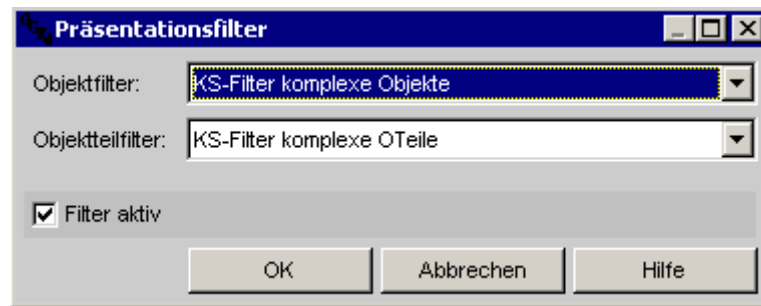 Präsentationsfilter
Objektfilter: KS-Filter komplexe Objekte
Objektteilfilter: KS-Filter komplexe OTeile
Filter aktiv
OK Abbrechen Hilfe